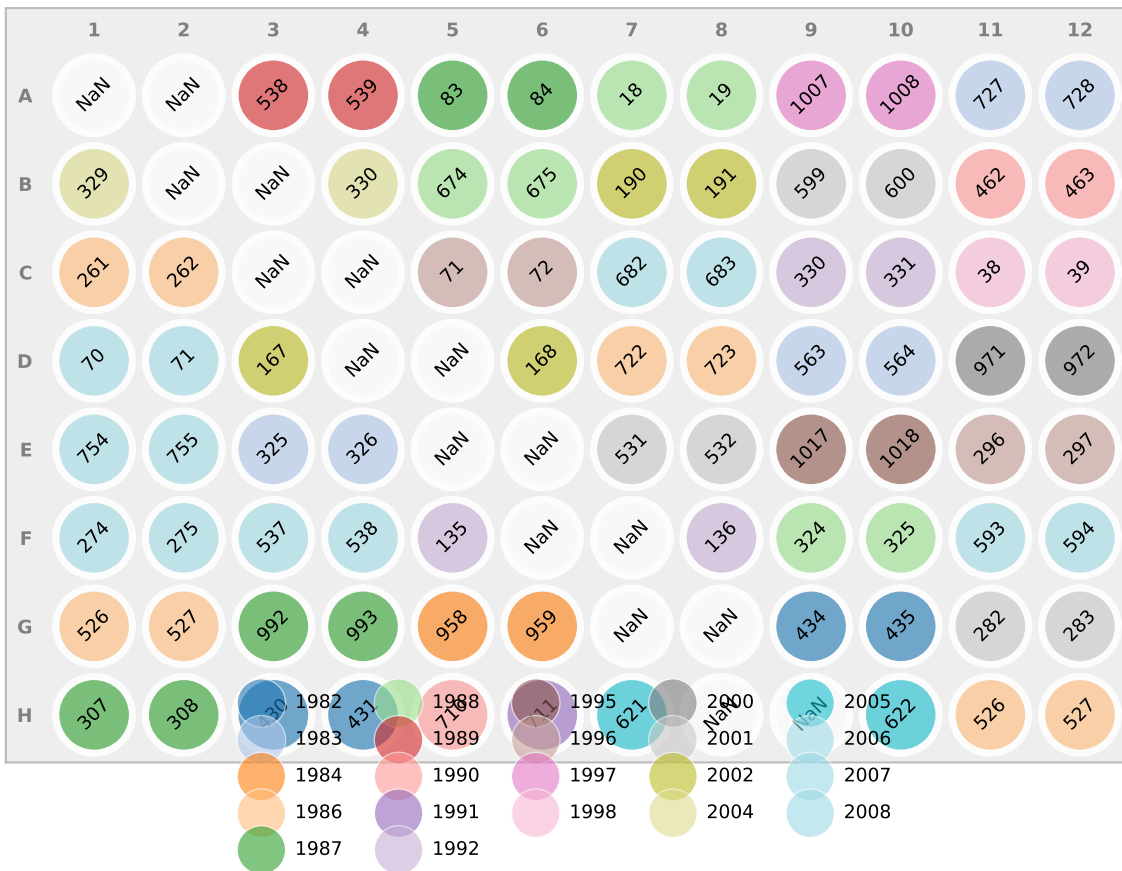 1 2 3 4 5 6 7 8 9 10 11 12
A NaN NaN 538 539 83 84 18 19 1007 1008 727 728
B 329 NaN NaN 330 674 675 190 191 599 600 462 463
C 261 262 NaN NaN 71 72 682 683 330 331 38 39
D 70 71 167 NaN NaN 168 722 723 563 564 971 972
E 754 755 325 326 NaN NaN 531 532 1017 1018 296 297
F 274 275 537 538 135 NaN NaN 136 324 325 593 594
G 526 527 992 993 958 959 NaN NaN 434 435 282 283
H 307 308 430 431 710 711 621 NaN NaN 622 526 527
1982 1988 1995 2000 2005
1983 1989 1996 2001 2006
1984 1990 1997 2002 2007
1986 1991 1998 2004 2008
1987 1992